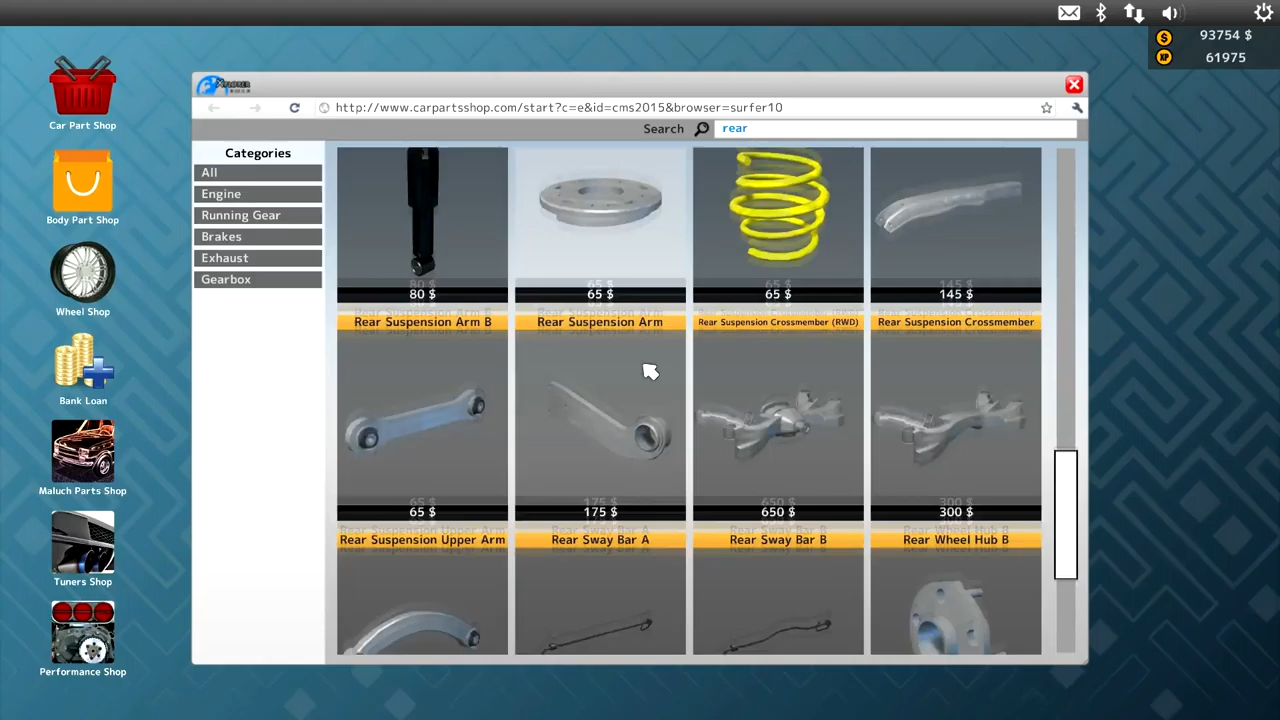 93754 $
61975
Car Part Shop
Body Part Shop
Wheel Shop
Bank Loan
Maluch Parts Shop
Tuners Shop
Performance Shop
http://www.carpartsshop.com/start?c=e&id=cms2015&browser=surfer10
Search rear
Categories
All
Engine
Running Gear
Brakes
Exhaust
Gearbox
80 $ 65 $ 65 $ 145 $
Rear Suspension Arm B Rear Suspension Arm Rear Suspension Crossmember (RWD) Rear Suspension Crossmember
65 $ 175 $ 650 $ 300 $
Rear Suspension Upper Arm Rear Sway Bar A Rear Sway Bar B Rear Wheel Hub B